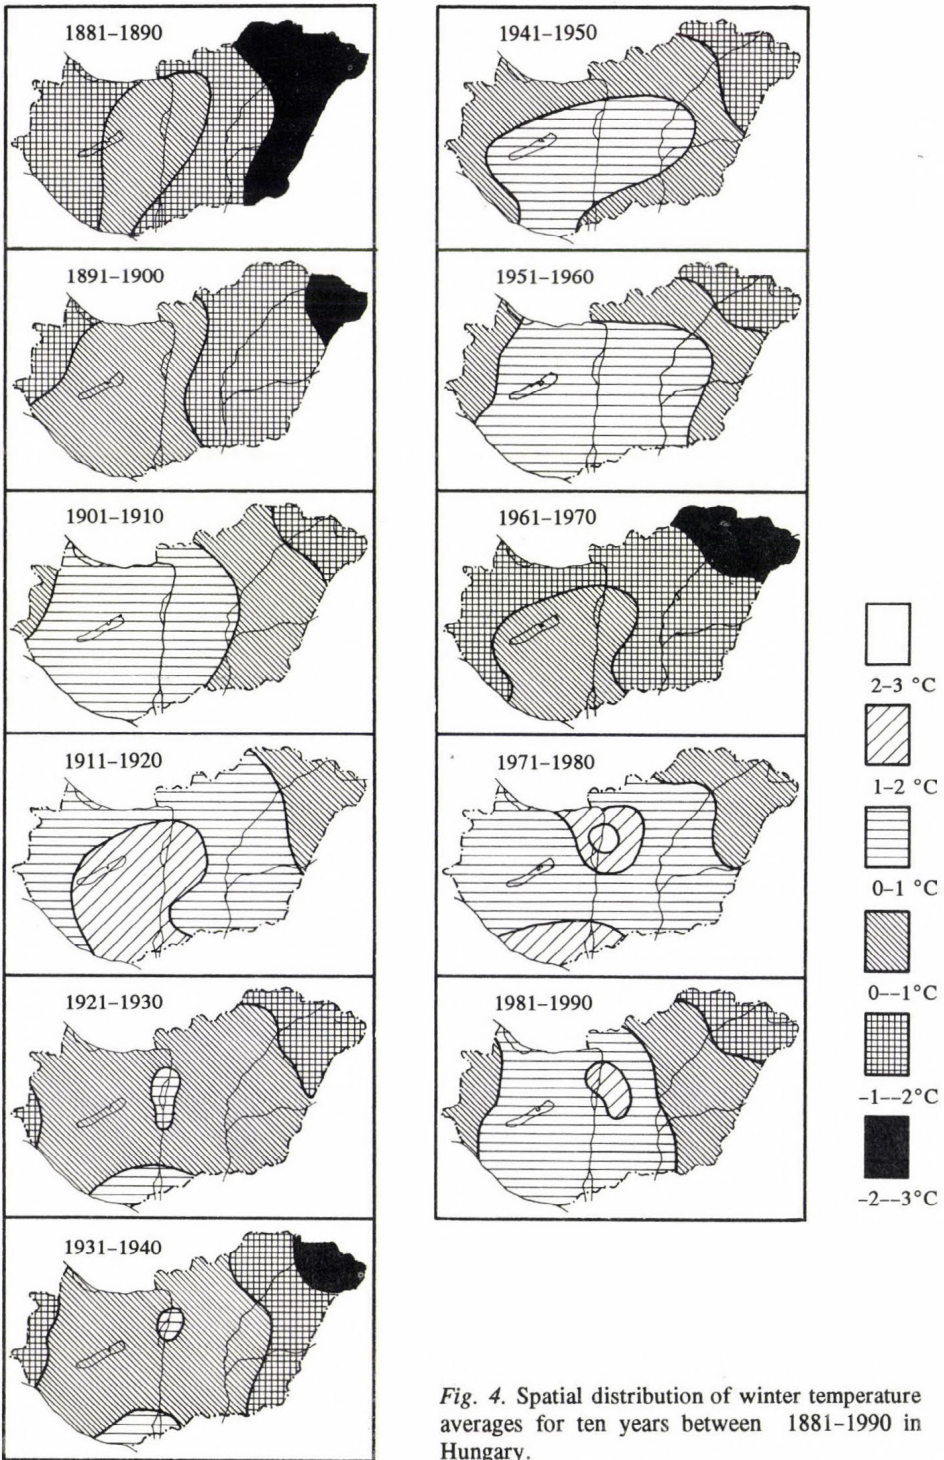 1881–1890
1891–1900
1901–1910
1911–1920
1921–1930
1931–1940
1941–1950
1951–1960
1961–1970
1971–1980
1981–1990
2–3 °C
1–2 °C
0–1 °C
0--1°C
-1--2°C
-2--3°C
Fig. 4. Spatial distribution of winter temperature
averages for ten years between 1881–1990 in
Hungary.